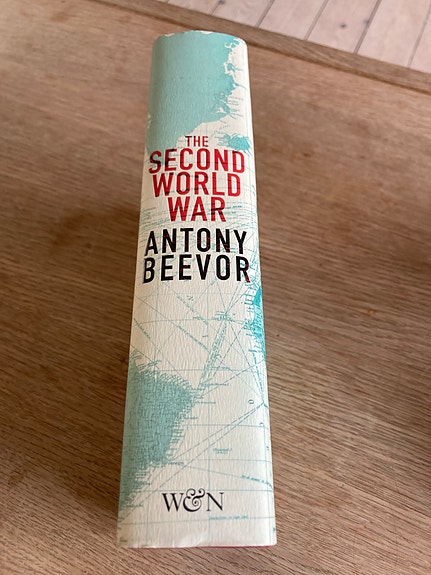 THE
SECOND
WORLD
WAR
ANTONY
BEEVOR
W&N